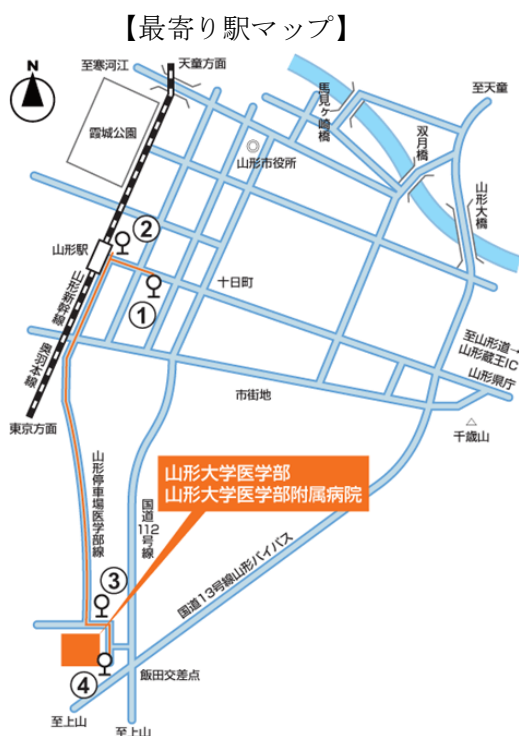 【最寄り駅マップ】
至寒河江
天童方面
N
霞城公園
山形市役所
馬見ヶ崎橋
至天童
双月橋
山形大橋
②
山形駅
山形新幹線
奥羽本線
①
十日町
至山形道→
山形蔵王IC
山形県庁
市街地
千歳山
東京方面
山形大学医学部
山形大学医学部附属病院
山形停車場医学部線
国道112号線
国道13号線山形バイパス
③
④
飯田交差点
至上山
至上山